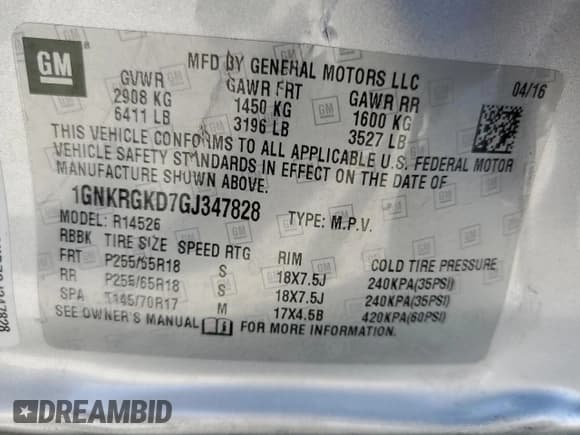 GM
MFD BY GENERAL MOTORS LLC
04/16
GVWR GAWR FRT GAWR RR
2908 KG 1450 KG 1600 KG
6411 LB 3196 LB 3527 LB
THIS VEHICLE CONFORMS TO ALL APPLICABLE U.S. FEDERAL MOTOR
VEHICLE SAFETY STANDARDS IN EFFECT ON THE DATE OF
MANUFACTURE SHOWN ABOVE.
1GNKRGKD7GJ347828 TYPE: M.P.V.
MODEL: R14526
RBBK TIRE SIZE SPEED RTG RIM COLD TIRE PRESSURE
FRT P255/65R18 S 18X7.5J 240KPA(35PSI)
RR P255/65R18 S 18X7.5J 240KPA(35PSI)
SPA T145/70R17 M 17X4.5B 420KPA(60PSI)
SEE OWNER'S MANUAL FOR MORE INFORMATION.
DREAMBID